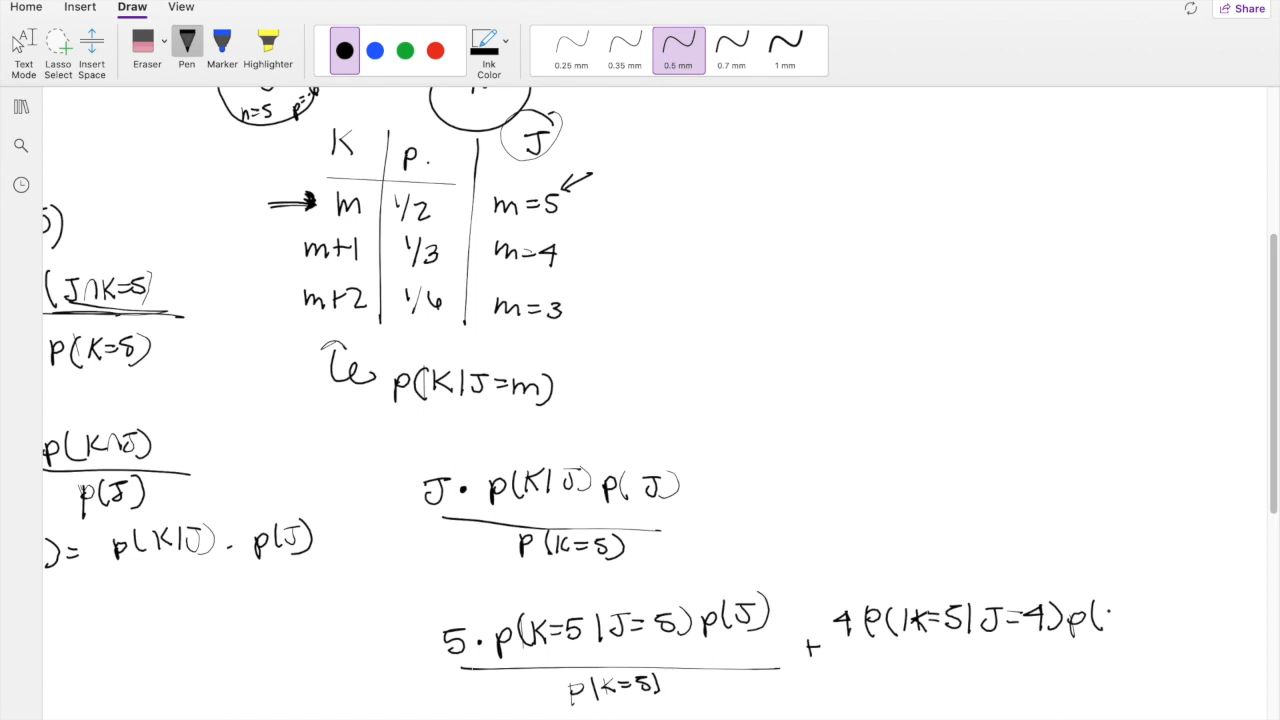 Home Insert Draw View
Share
Text Mode
Lasso Select
Insert Space
Eraser
Pen
Marker
Highlighter
Ink Color
0.25 mm
0.35 mm
0.5 mm
0.7 mm
1 mm
n=5
K p. J
m 1/2 m=5
m+1 1/3 m=4
m+2 1/6 m=3
p(K|J=m)
5)
(J∩K=5)
p(K=5)
p(K∩J)
p(J)
)= p(K|J) . p(J)
J • p(K|J) p(J)
p(K=5)
5 • p(K=5|J=5) p(J) + 4 p(K=5|J=4) p(
p(K=5)